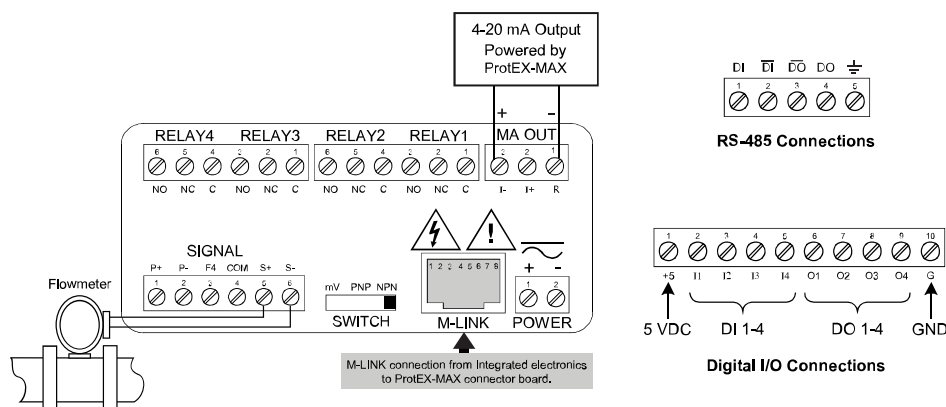 4-20 mA Output
Powered by
ProtEX-MAX
+ -
RELAY4 RELAY3 RELAY2 RELAY1 MA OUT
6 5 4 3 2 1 6 5 4 3 2 1 3 2 1
NO NC C NO NC C NO NC C NO NC C I- I+ R
SIGNAL
P+ P- F4 COM S+ S-
1 2 3 4 5 6
Flowmeter
mV PNP NPN
SWITCH
1 2 3 4 5 6 7 8
M-LINK
+ -
1 2
POWER
M-LINK connection from Integrated electronics
to ProtEX-MAX connector board.
DI D̅I̅ D̅O̅ DO
1 2 3 4 5
RS-485 Connections
1 2 3 4 5 6 7 8 9 10
+5 I1 I2 I3 I4 O1 O2 O3 O4 G
5 VDC DI 1-4 DO 1-4 GND
Digital I/O Connections